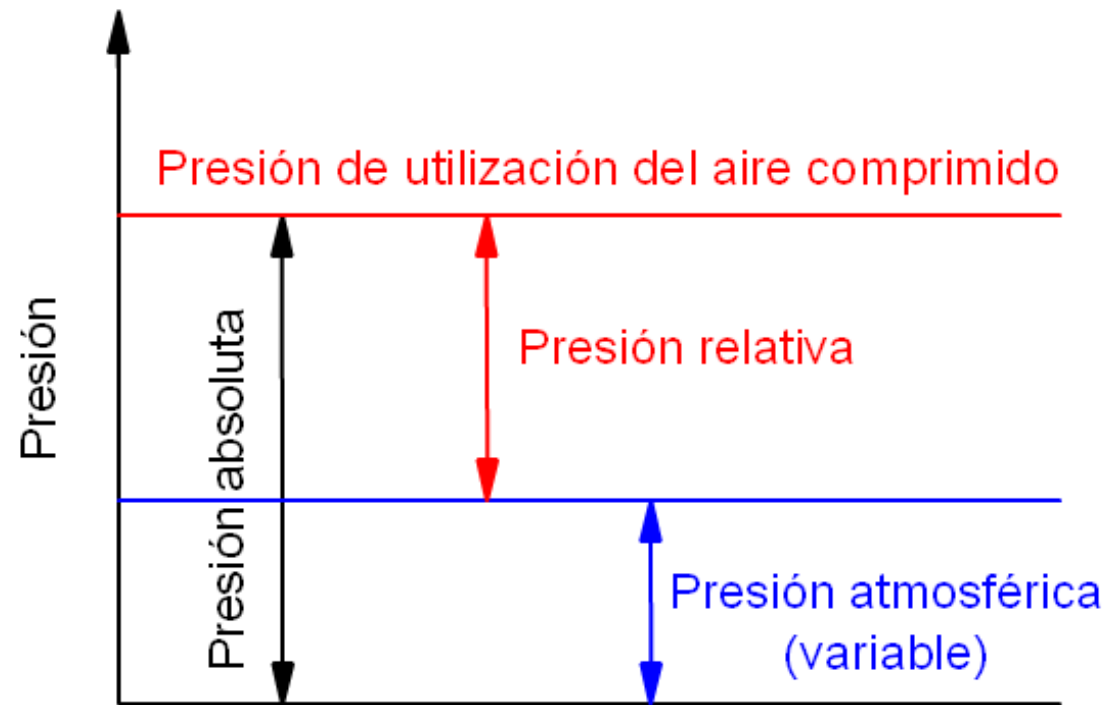 Presión de utilización del aire comprimido
Presión
Presión absoluta
Presión relativa
Presión atmosférica
(variable)